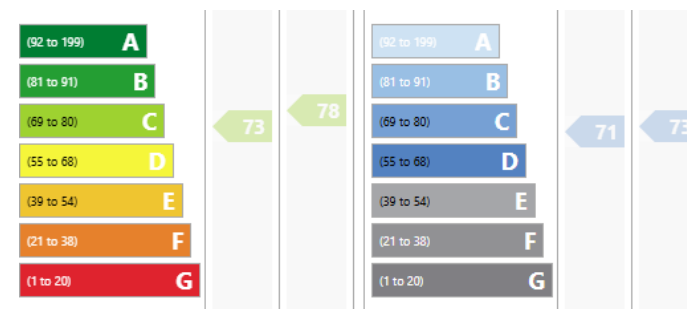 (92 to 199) A
(81 to 91) B
(69 to 80) C
(55 to 68) D
(39 to 54) E
(21 to 38) F
(1 to 20) G
73
78
(92 to 199) A
(81 to 91) B
(69 to 80) C
(55 to 68) D
(39 to 54) E
(21 to 38) F
(1 to 20) G
71
73